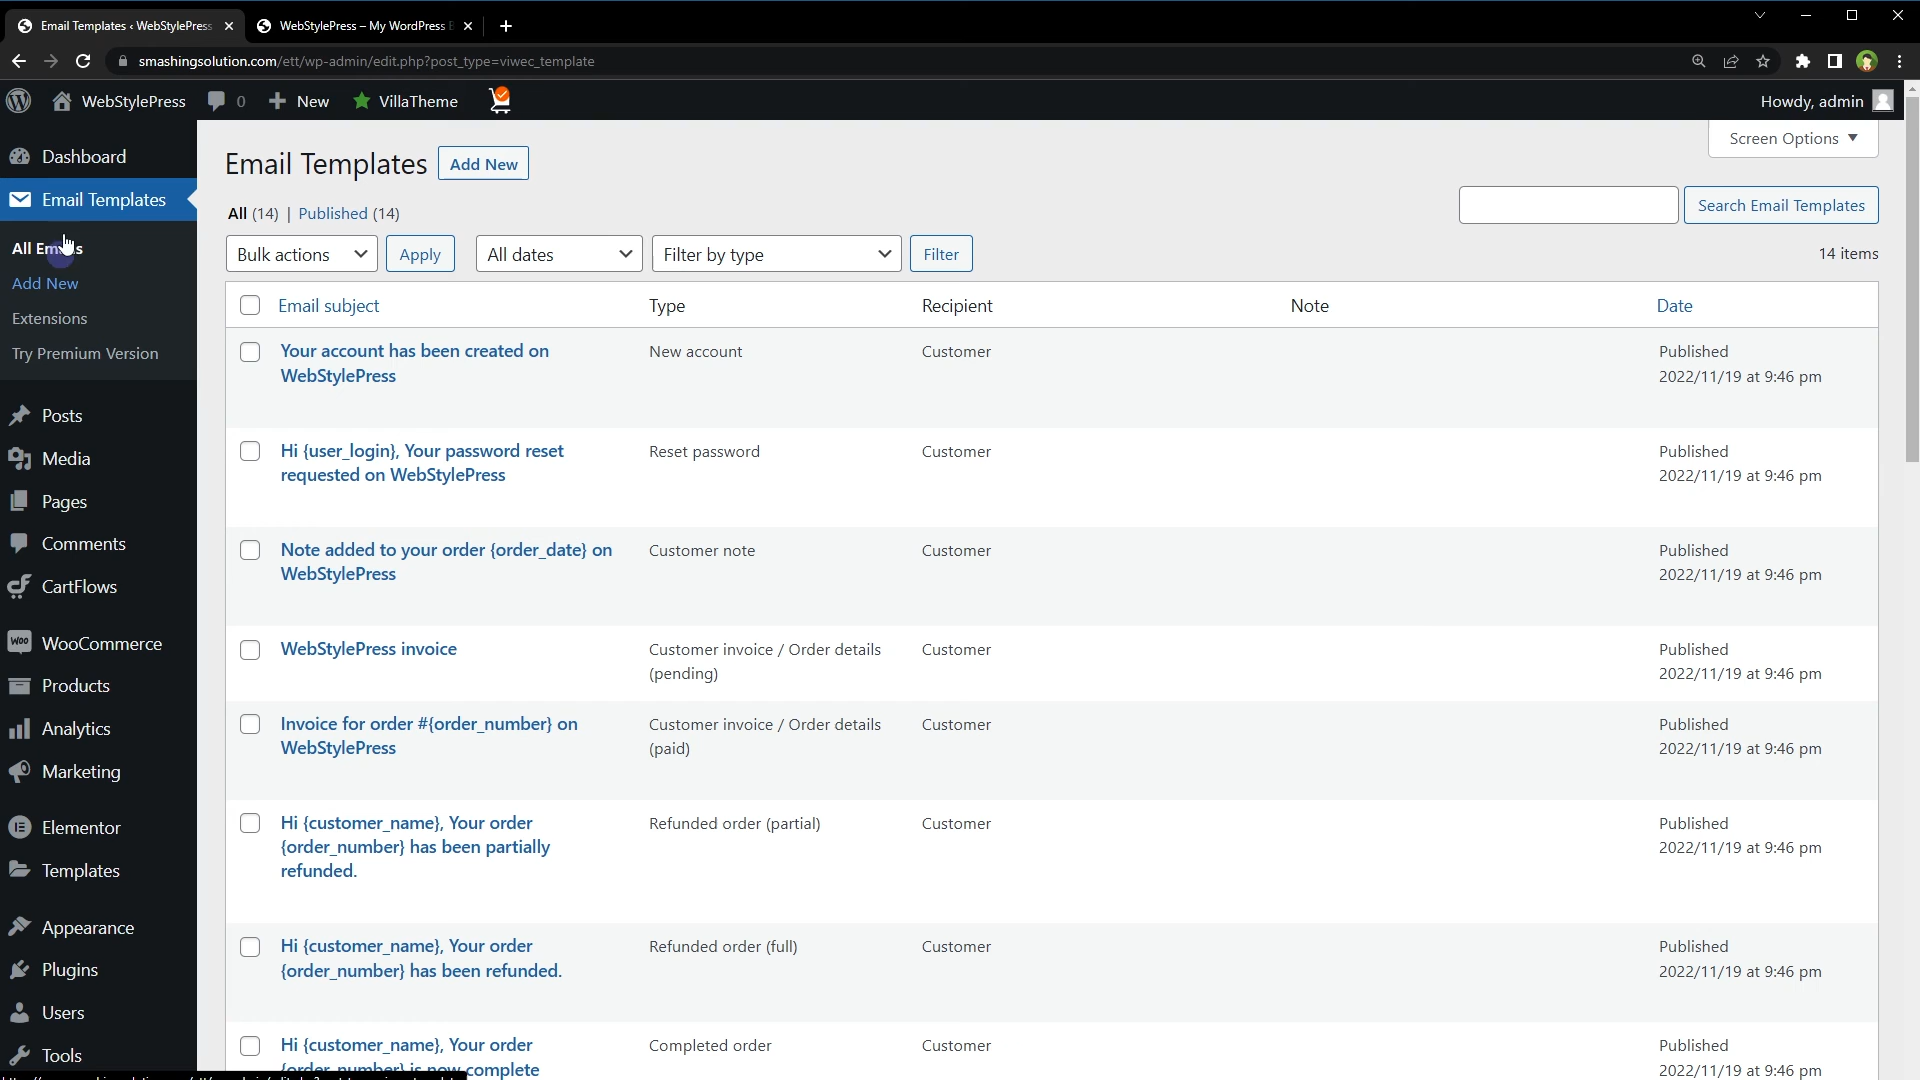 Email Templates ‹ WebStylePress
WebStylePress – My WordPress
smashingsolution.com/ett/wp-admin/edit.php?post_type=viwec_template
WebStylePress
0
New
VillaTheme
Howdy, admin
Dashboard
Email Templates
All Emails
Add New
Extensions
Try Premium Version
Posts
Media
Pages
Comments
CartFlows
WooCommerce
Products
Analytics
Marketing
Elementor
Templates
Appearance
Plugins
Users
Tools
Email Templates
Add New
Screen Options
All (14) | Published (14)
Search Email Templates
Bulk actions
Apply
All dates
Filter by type
Filter
14 items
Email subject
Type
Recipient
Note
Date
Your account has been created on
WebStylePress
New account
Customer
Published
2022/11/19 at 9:46 pm
Hi {user_login}, Your password reset
requested on WebStylePress
Reset password
Customer
Published
2022/11/19 at 9:46 pm
Note added to your order {order_date} on
WebStylePress
Customer note
Customer
Published
2022/11/19 at 9:46 pm
WebStylePress invoice
Customer invoice / Order details
(pending)
Customer
Published
2022/11/19 at 9:46 pm
Invoice for order #{order_number} on
WebStylePress
Customer invoice / Order details
(paid)
Customer
Published
2022/11/19 at 9:46 pm
Hi {customer_name}, Your order
{order_number} has been partially
refunded.
Refunded order (partial)
Customer
Published
2022/11/19 at 9:46 pm
Hi {customer_name}, Your order
{order_number} has been refunded.
Refunded order (full)
Customer
Published
2022/11/19 at 9:46 pm
Hi {customer_name}, Your order
{order_number} is now complete
Completed order
Customer
Published
2022/11/19 at 9:46 pm